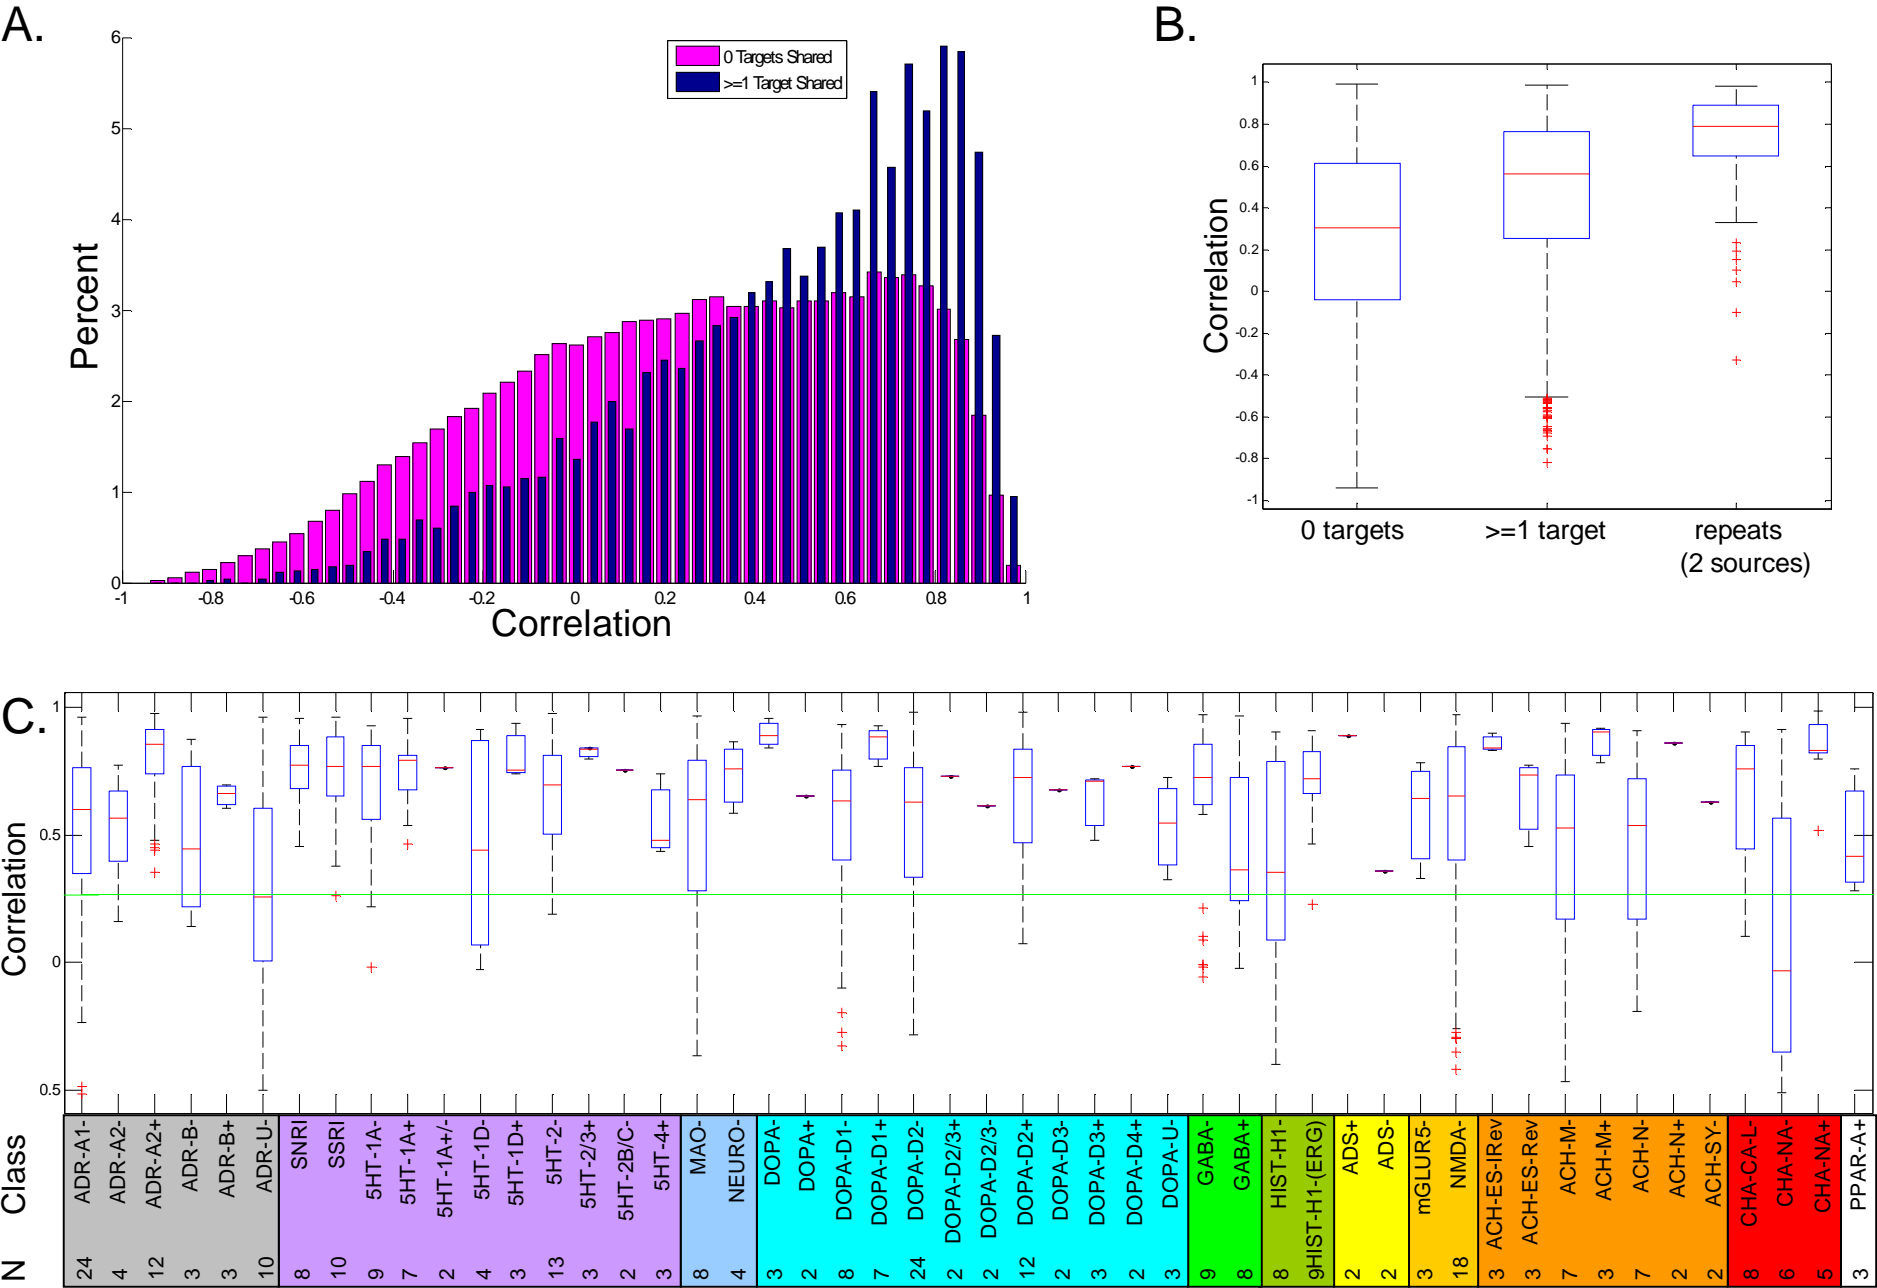 A.
6
5
4
3
2
1
0
Percent
0 Targets Shared
>=1 Target Shared
-1 -0.8 -0.6 -0.4 -0.2 0 0.2 0.4 0.6 0.8 1
Correlation
B.
1
0.8
0.6
0.4
0.2
0
-0.2
-0.4
-0.6
-0.8
-1
Correlation
0 targets >=1 target repeats
(2 sources)
C.
1
0.5
0
0.5
Correlation
Class
ADR-A1-
ADR-A2-
ADR-A2+
ADR-B-
ADR-B+
ADR-U-
SNRI
SSRI
5HT-1A-
5HT-1A+
5HT-1A+/-
5HT-1D-
5HT-1D+
5HT-2-
5HT-2/3+
5HT-2B/C-
5HT-4+
MAO-
NEURO-
DOPA-
DOPA+
DOPA-D1-
DOPA-D1+
DOPA-D2-
DOPA-D2/3+
DOPA-D2/3-
DOPA-D2+
DOPA-D3-
DOPA-D3+
DOPA-D4+
DOPA-U-
GABA-
GABA+
HIST-H1-
HIST-H1-(ERG)
ADS+
ADS-
mGLUR5-
NMDA-
ACH-ES-IRev
ACH-ES-Rev
ACH-M-
ACH-M+
ACH-N-
ACH-N+
ACH-SY-
CHA-CA-L-
CHA-NA-
CHA-NA+
PPAR-A+
N
24 4 12 3 3 10 8 10 9 7 2 4 3 13 3 2 3 8 4 3 2 8 7 24 2 2 12 2 3 2 3 9 8 8 9 2 2 3 18 3 3 7 3 7 2 2 8 6 5 3